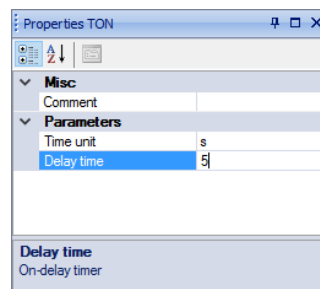 Properties TON
Misc
Comment
Parameters
Time unit s
Delay time 5
Delay time
On-delay timer